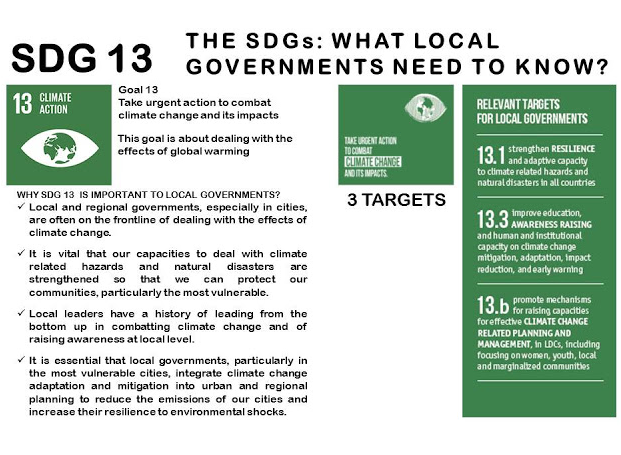 SDG 13
THE SDGs: WHAT LOCAL
GOVERNMENTS NEED TO KNOW?
13 CLIMATE
ACTION
Goal 13
Take urgent action to combat
climate change and its impacts
This goal is about dealing with the
effects of global warming
WHY SDG 13 IS IMPORTANT TO LOCAL GOVERNMENTS?
✓ Local and regional governments, especially in cities,
are often on the frontline of dealing with the effects of
climate change.
✓ It is vital that our capacities to deal with climate
related hazards and natural disasters are
strengthened so that we can protect our
communities, particularly the most vulnerable.
✓ Local leaders have a history of leading from the
bottom up in combatting climate change and of
raising awareness at local level.
✓ It is essential that local governments, particularly in
the most vulnerable cities, integrate climate change
adaptation and mitigation into urban and regional
planning to reduce the emissions of our cities and
increase their resilience to environmental shocks.
TAKE URGENT ACTION
TO COMBAT
CLIMATE CHANGE
AND ITS IMPACTS.
3 TARGETS
RELEVANT TARGETS
FOR LOCAL GOVERNMENTS
13.1 strengthen RESILIENCE
and adaptive capacity
to climate related hazards and
natural disasters in all countries
13.3 improve education,
AWARENESS RAISING
and human and institutional
capacity on climate change
mitigation, adaptation, impact
reduction, and early warning
13.b promote mechanisms
for raising capacities
for effective CLIMATE CHANGE
RELATED PLANNING AND
MANAGEMENT, in LDCs, including
focusing on women, youth, local
and marginalized communities